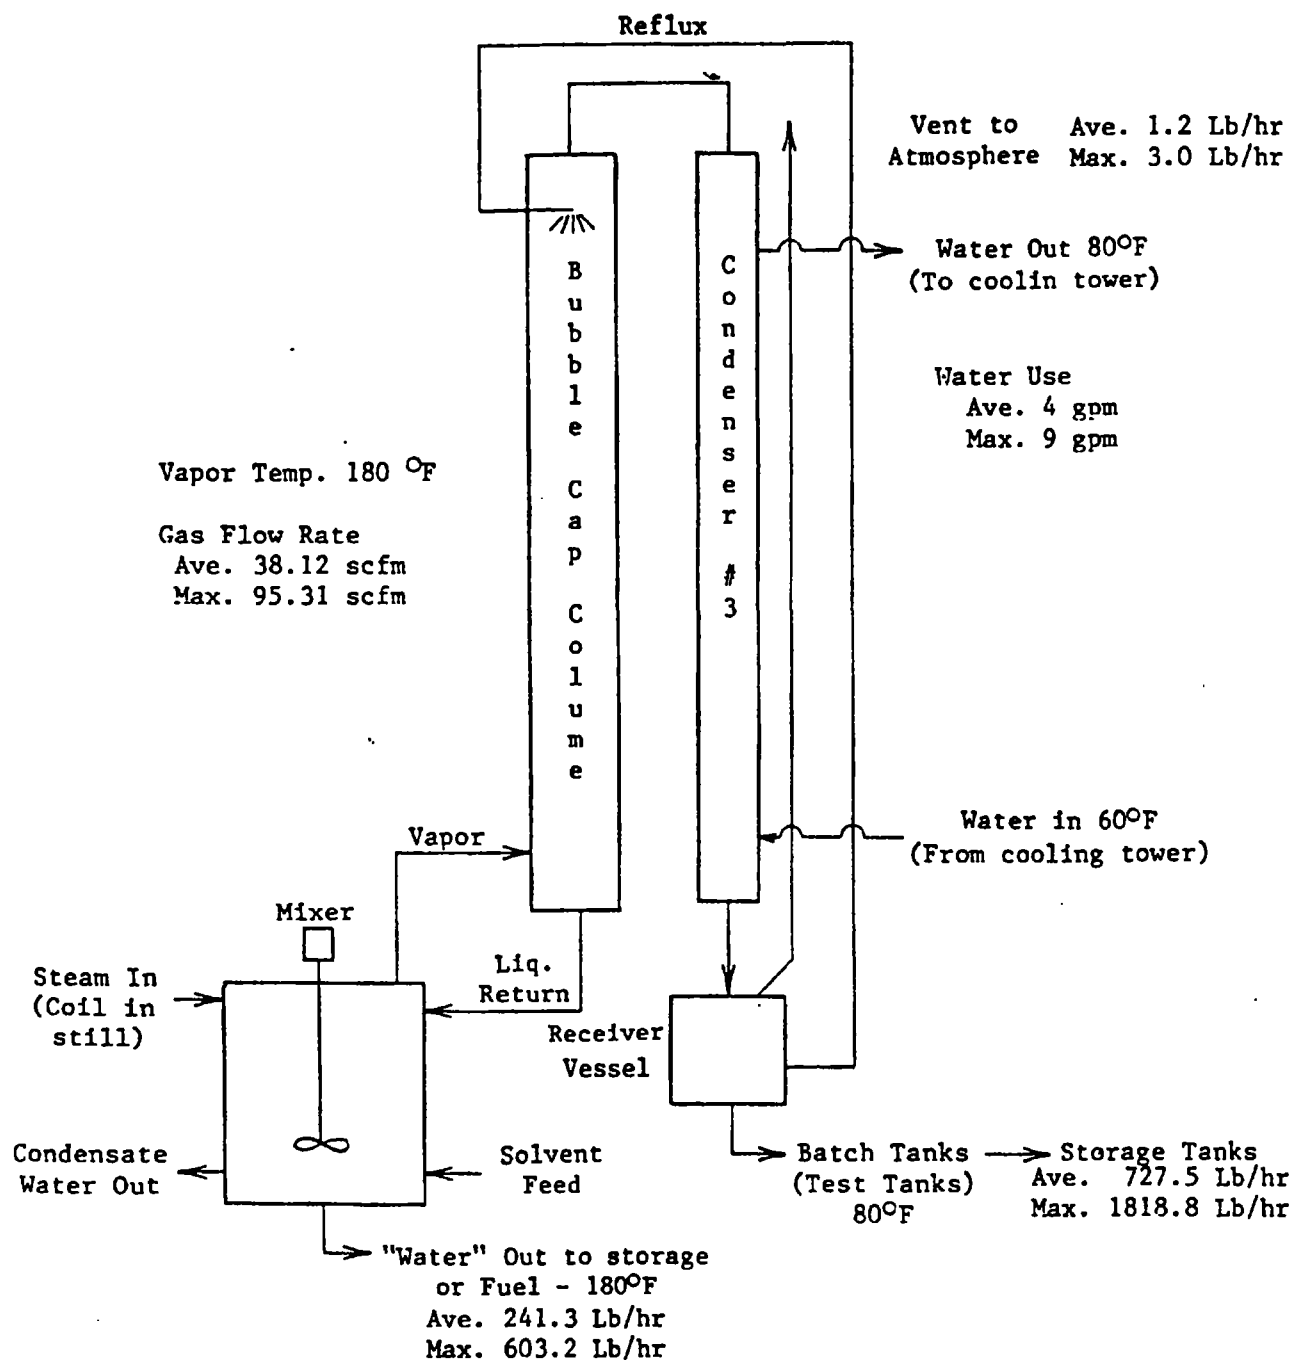 Reflux
Vent to Ave. 1.2 Lb/hr
Atmosphere Max. 3.0 Lb/hr
Water Out 80°F
(To coolin tower)
Bubble Cap Colume
Condenser #3
Water Use
Ave. 4 gpm
Max. 9 gpm
Vapor Temp. 180 °F
Gas Flow Rate
Ave. 38.12 scfm
Max. 95.31 scfm
Vapor
Water in 60°F
(From cooling tower)
Mixer
Steam In
(Coil in
still)
Liq.
Return
Receiver
Vessel
Condensate
Water Out
Solvent
Feed
Batch Tanks
(Test Tanks)
80°F
Storage Tanks
Ave. 727.5 Lb/hr
Max. 1818.8 Lb/hr
"Water" Out to storage
or Fuel - 180°F
Ave. 241.3 Lb/hr
Max. 603.2 Lb/hr